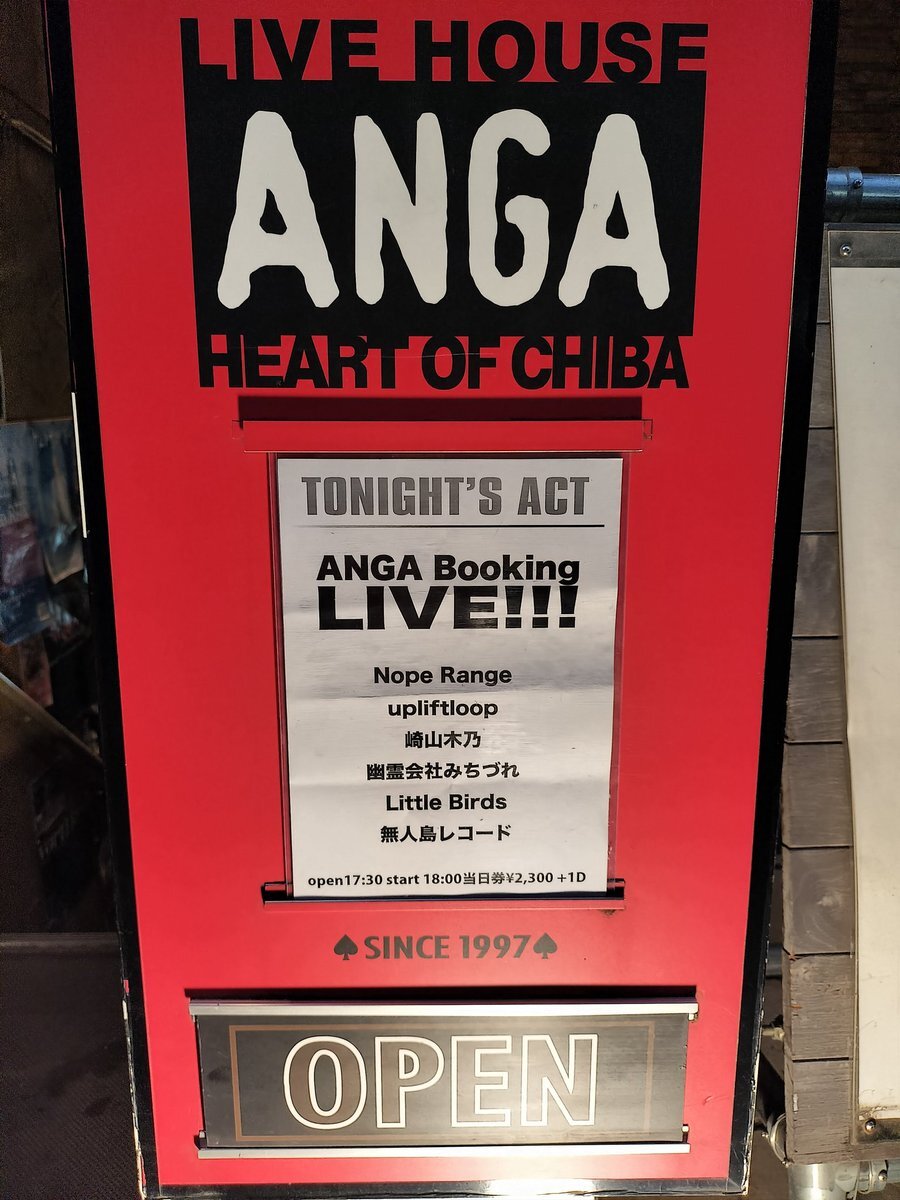 LIVE HOUSE
ANGA
HEART OF CHIBA
TONIGHT'S ACT
ANGA Booking
LIVE!!!
Nope Range
upliftloop
崎山木乃
幽霊会社みちづれ
Little Birds
無人島レコード
open17:30 start 18:00当日券¥2,300 +1D
♠SINCE 1997♠
OPEN